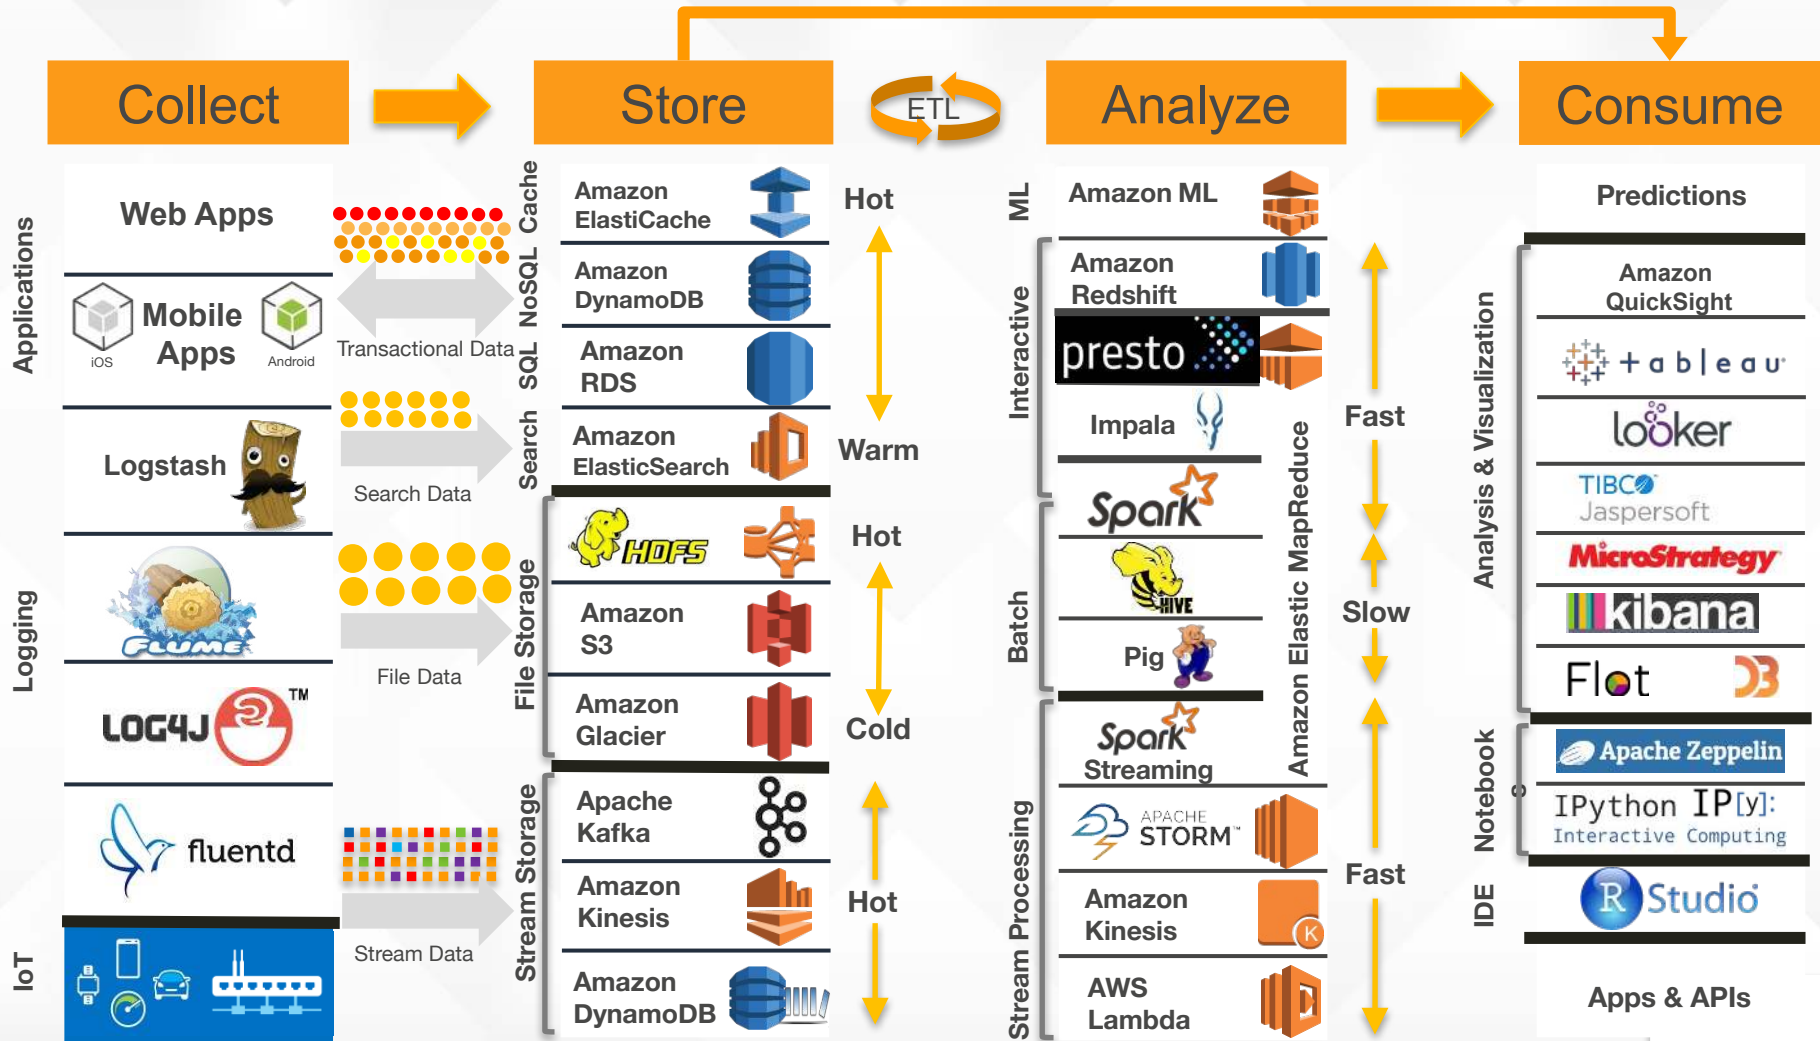 Collect
Store
ETL
Analyze
Consume
Applications
Web Apps
iOS
Mobile
Apps
Android
Logging
Logstash
FLUME
LOG4J
TM
fluentd
IoT
Transactional Data
Search Data
File Data
Stream Data
Cache
Amazon
ElastiCache
NoSQL
Amazon
DynamoDB
SQL
Amazon
RDS
Search
Amazon
ElasticSearch
File Storage
HDFS
Amazon
S3
Amazon
Glacier
Stream Storage
Apache
Kafka
Amazon
Kinesis
Amazon
DynamoDB
Hot
Warm
Hot
Cold
Hot
ML
Amazon ML
Interactive
Amazon
Redshift
presto
Impala
Spark
Batch
HIVE
Pig
Amazon Elastic MapReduce
Stream Processing
Spark
Streaming
APACHE
STORM™
Amazon
Kinesis
K
AWS
Lambda
Fast
Slow
Fast
Predictions
Analysis & Visualization
Amazon
QuickSight
+ableau
looker
TIBCO
Jaspersoft
MicroStrategy
kibana
Flot
D3
Notebook
s
Apache Zeppelin
IPython IP[y]:
Interactive Computing
IDE
R Studio
Apps & APIs